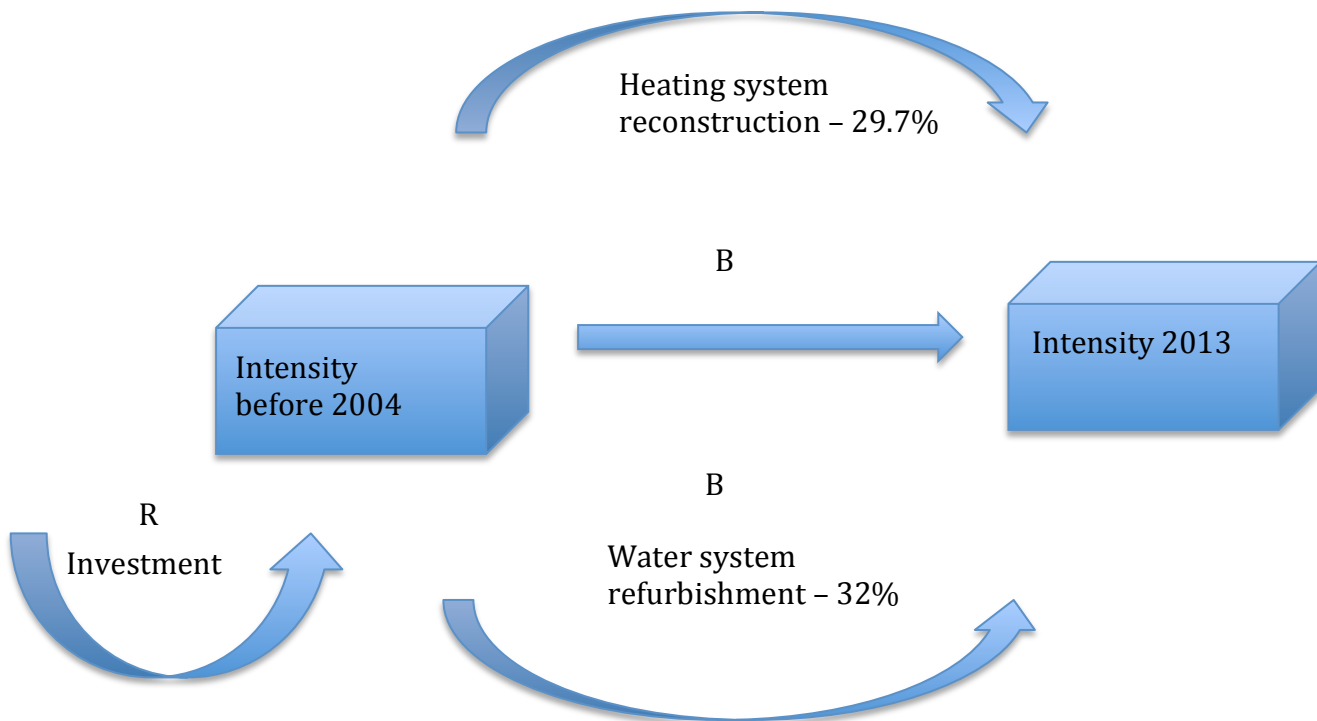 Heating system
reconstruction – 29.7%
B
Intensity
before 2004
Intensity 2013
B
R
Investment
Water system
refurbishment – 32%